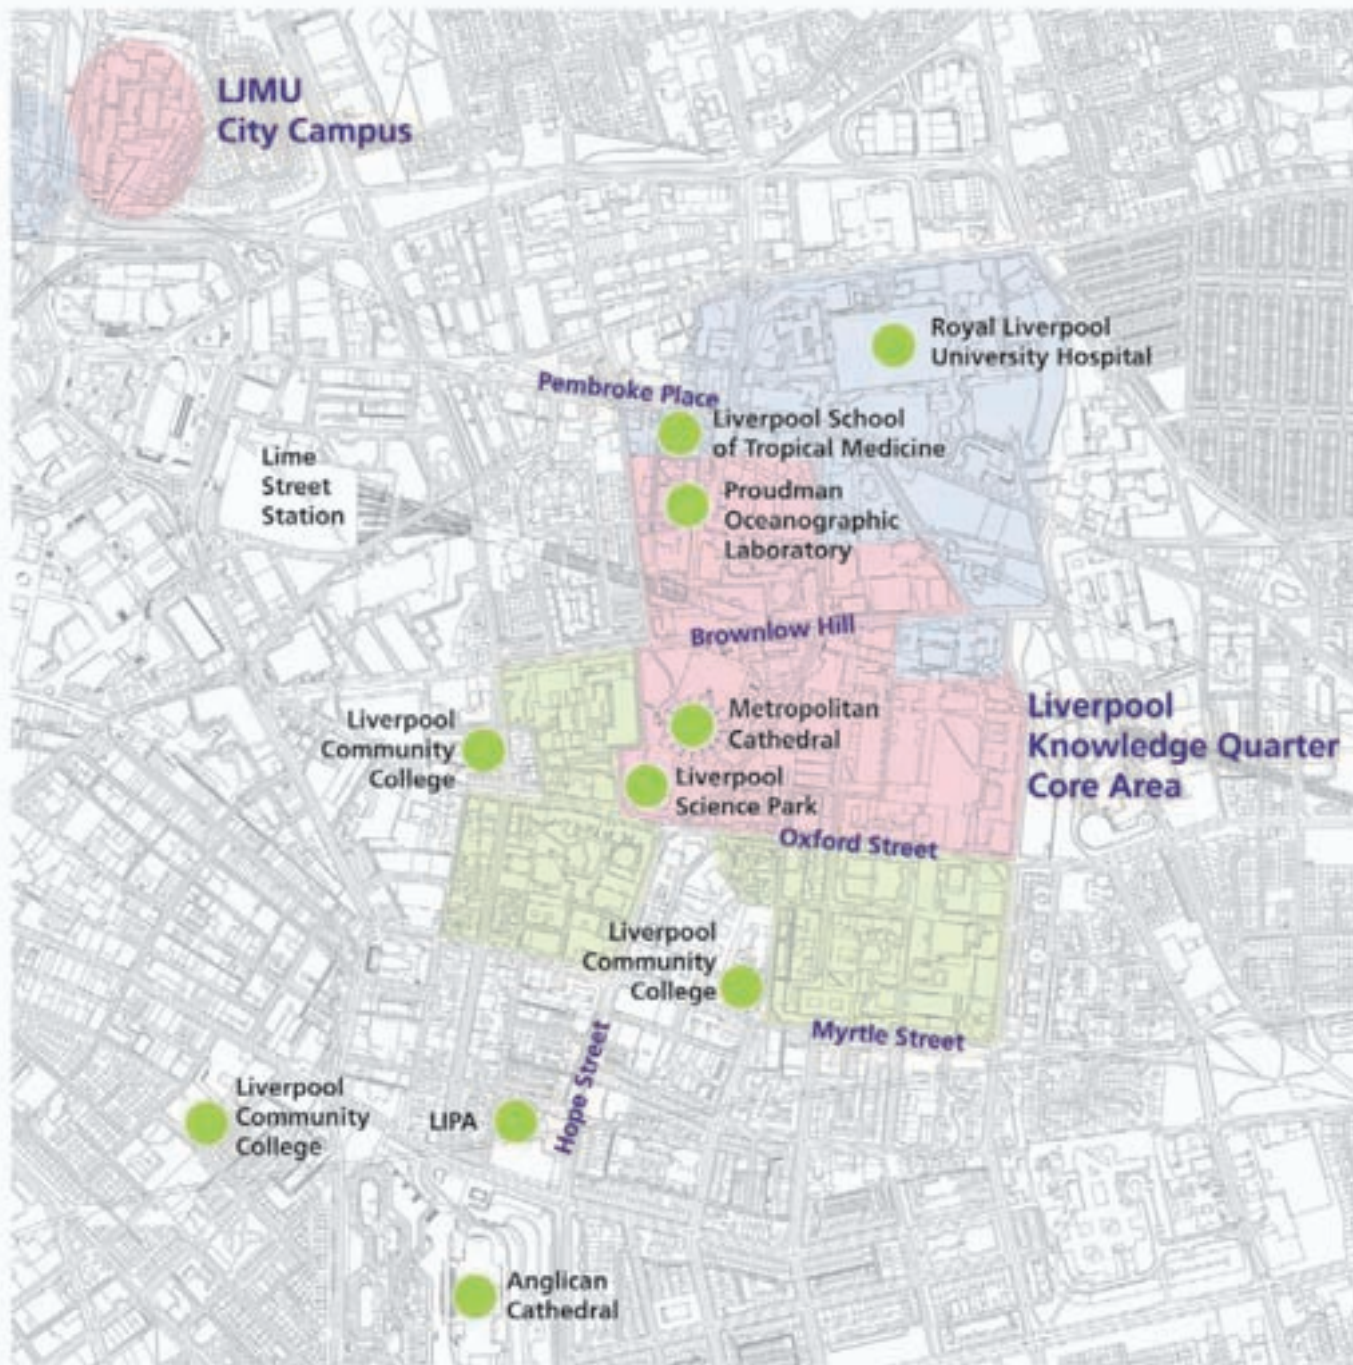 LJMU
City Campus
Royal Liverpool
University Hospital
Pembroke Place
Liverpool School
of Tropical Medicine
Lime
Street
Station
Proudman
Oceanographic
Laboratory
Brownlow Hill
Liverpool
Community
College
Metropolitan
Cathedral
Liverpool
Knowledge Quarter
Core Area
Liverpool
Science Park
Oxford Street
Liverpool
Community
College
Myrtle Street
Hope Street
Liverpool
Community
College
LIPA
Anglican
Cathedral